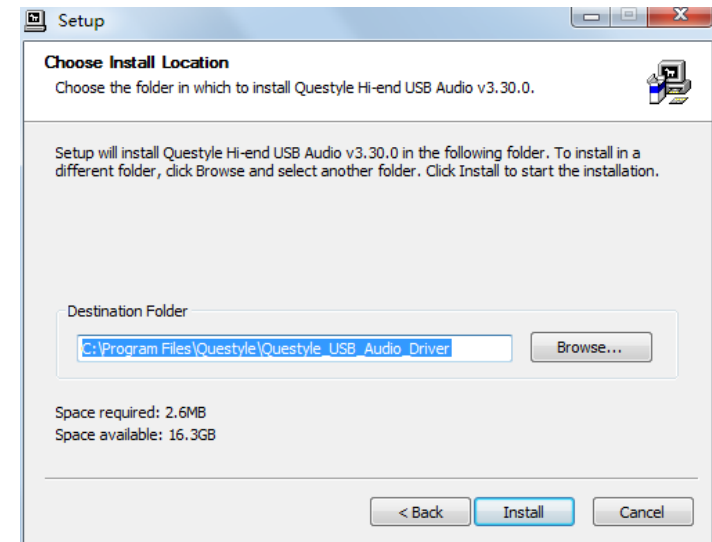 Setup
Choose Install Location
Choose the folder in which to install Questyle Hi-end USB Audio v3.30.0.
Setup will install Questyle Hi-end USB Audio v3.30.0 in the following folder. To install in a
different folder, click Browse and select another folder. Click Install to start the installation.
Destination Folder
C:\Program Files\Questyle\Questyle_USB_Audio_Driver
Browse...
Space required: 2.6MB
Space available: 16.3GB
< Back
Install
Cancel